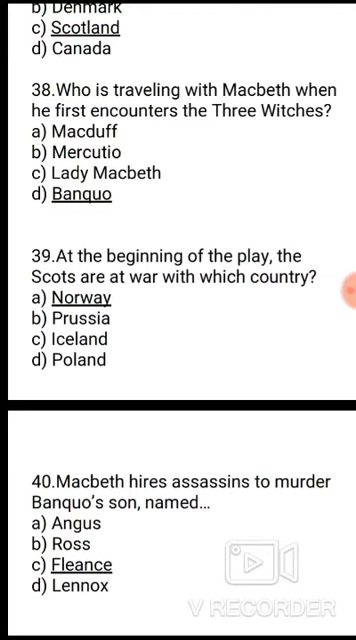 b) Denmark
c) Scotland
d) Canada
38.Who is traveling with Macbeth when
he first encounters the Three Witches?
a) Macduff
b) Mercutio
c) Lady Macbeth
d) Banquo
39.At the beginning of the play, the
Scots are at war with which country?
a) Norway
b) Prussia
c) Iceland
d) Poland
40.Macbeth hires assassins to murder
Banquo's son, named...
a) Angus
b) Ross
c) Fleance
d) Lennox
V RECORDER